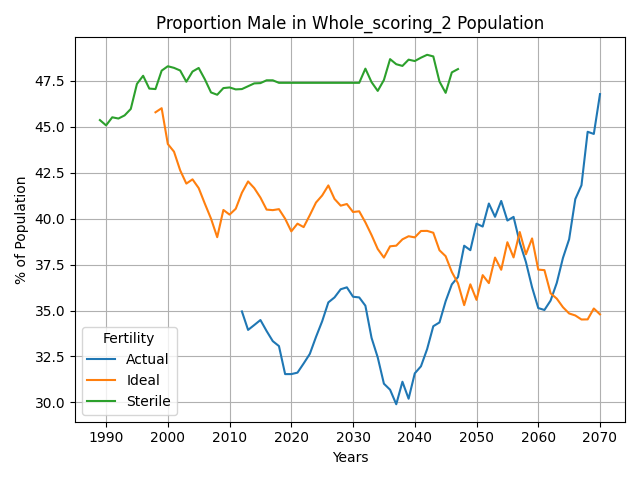 Proportion Male in Whole_scoring_2 Population
% of Population
47.5
45.0
42.5
40.0
37.5
35.0
32.5
30.0
Fertility
Actual
Ideal
Sterile
1990 2000 2010 2020 2030 2040 2050 2060 2070
Years